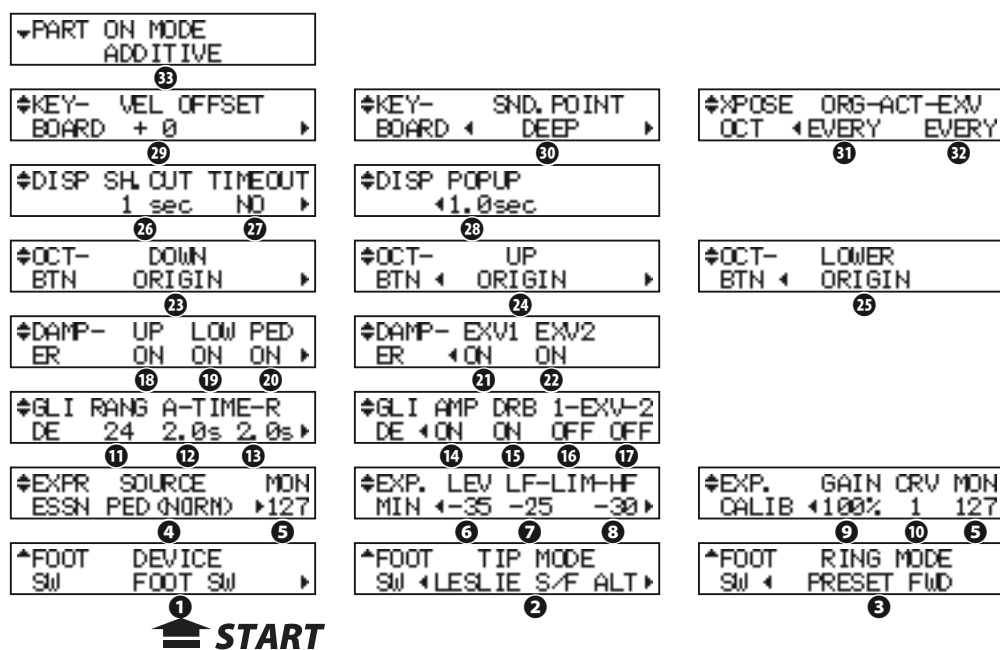 PART ON MODE
ADDITIVE
33
KEY- VEL OFFSET
BOARD + 0
29
KEY- SND. POINT
BOARD DEEP
30
XPOSE ORG-ACT-EXV
OCT EVERY EVERY
31 32
DISP SH. CUT TIMEOUT
1 sec NO
26 27
DISP POPUP
1.0sec
28
OCT- DOWN
BTN ORIGIN
23
OCT- UP
BTN ORIGIN
24
OCT- LOWER
BTN ORIGIN
25
DAMP- UP LOW PED
ER ON ON ON
18 19 20
DAMP- EXV1 EXV2
ER ON ON
21 22
GLI RANG A-TIME-R
DE 24 2.0s 2.0s
11 12 13
GLI AMP DRB 1-EXV-2
DE ON ON OFF OFF
14 15 16 17
EXPR SOURCE MON
ESSN PED(NORM) 127
4 5
EXP. LEV LF-LIM-HF
MIN -35 -25 -30
6 7 8
EXP. GAIN CRV MON
CALIB 100% 1 127
9 10 5
FOOT DEVICE
SW FOOT SW
1
FOOT TIP MODE
SW LESLIE S/F ALT
2
FOOT RING MODE
SW PRESET FWD
3
START